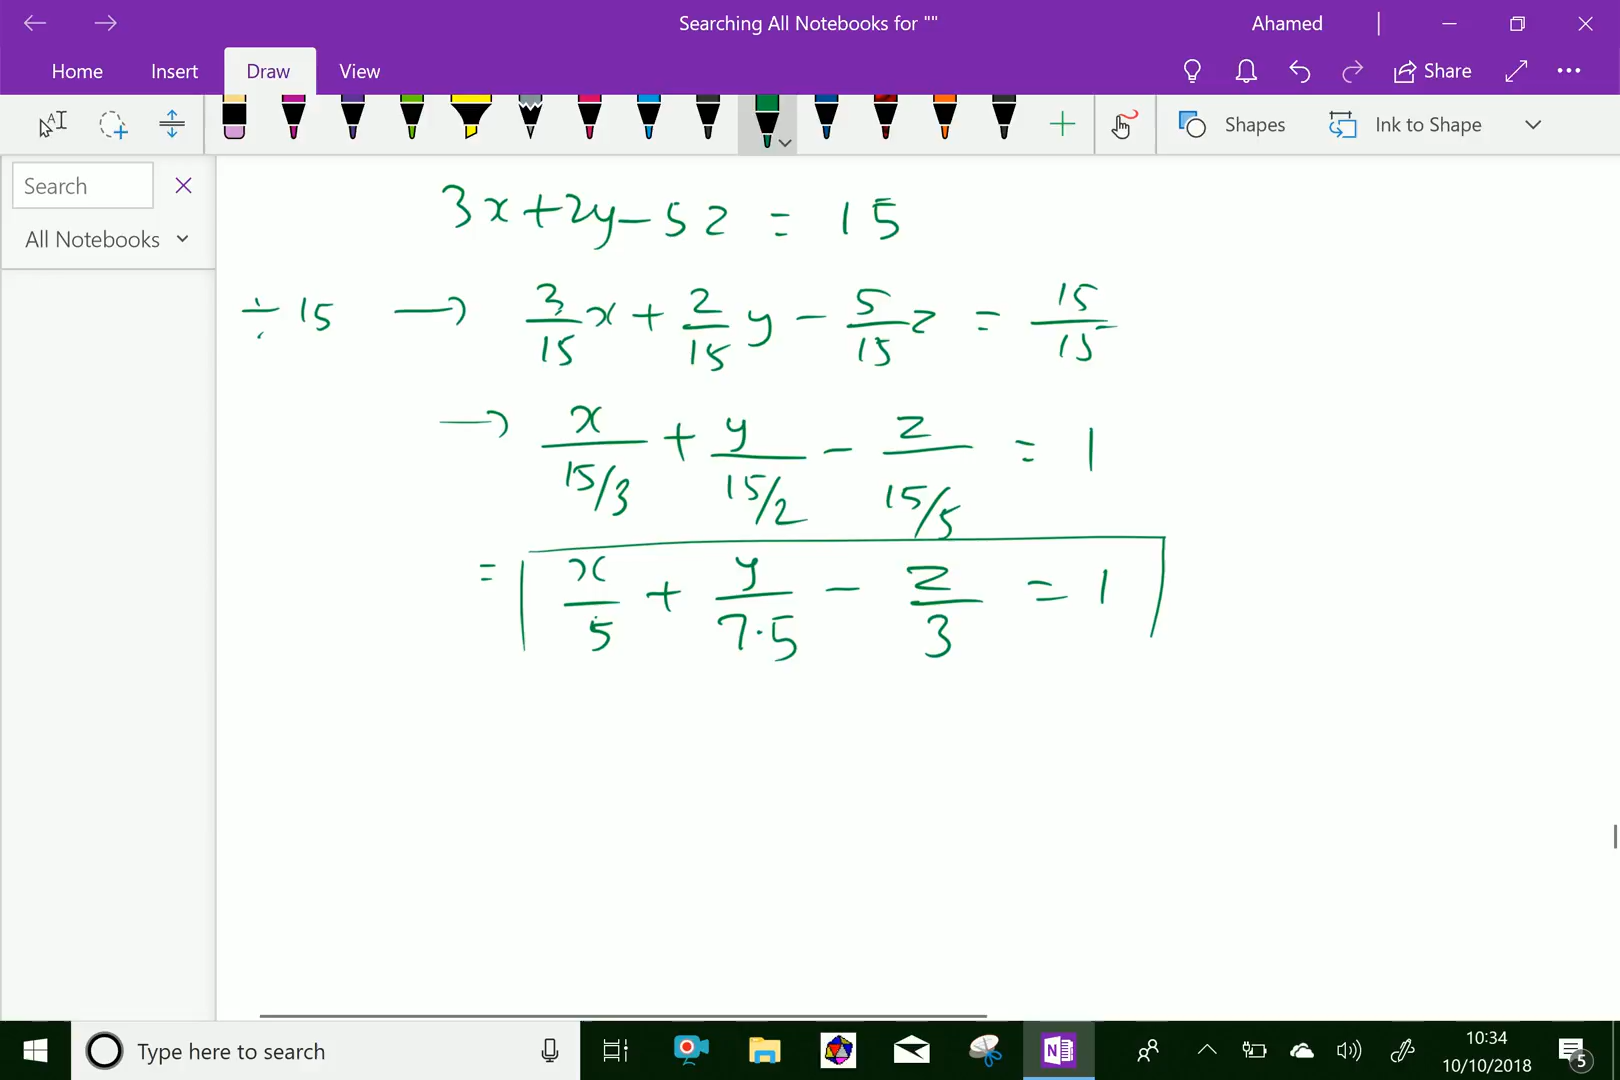 Searching All Notebooks for "" Ahamed
Home Insert Draw View Share
Shapes Ink to Shape
Search
All Notebooks
3x+2y-5z = 15
÷15 → 3/15 x + 2/15 y - 5/15 z = 15/15
→ x/(15/3) + y/(15/2) - z/(15/5) = 1
= x/5 + y/7.5 - z/3 = 1
Type here to search
10:34
10/10/2018
5